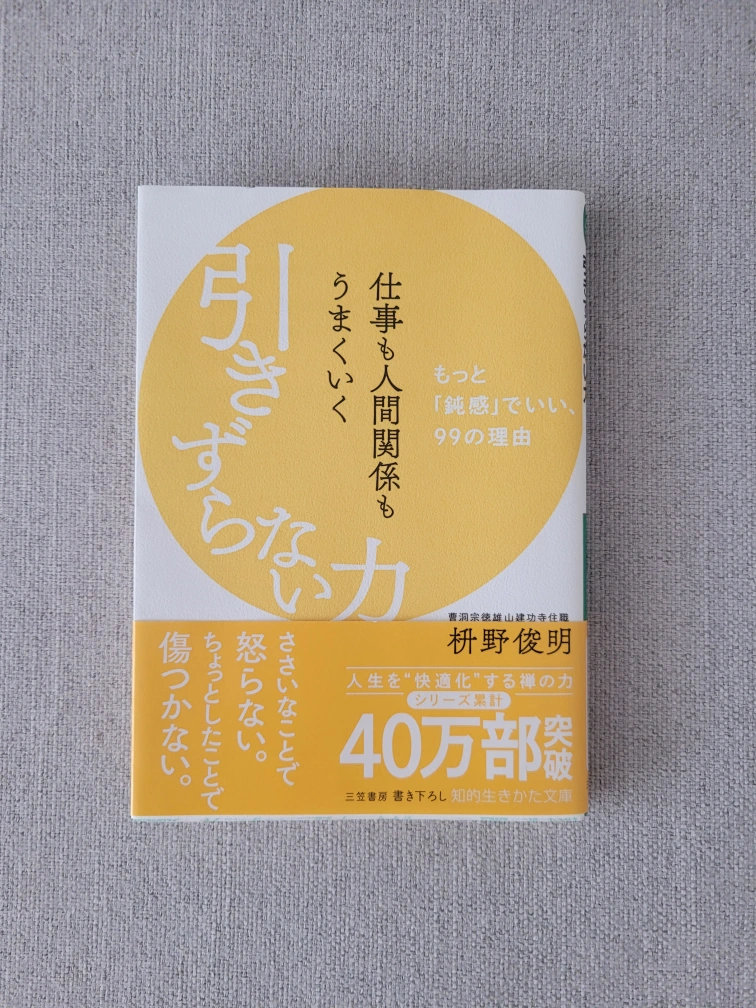 仕事も人間関係も
うまくいく
引きずらない力
もっと
「鈍感」でいい、
99の理由
曹洞宗徳雄山建功寺住職
枡野俊明
ささいなことで
怒らない。
ちょっとしたことで
傷つかない。
人生を“快適化”する禅の力
シリーズ累計
40万部突破
三笠書房 書き下ろし 知的生きかた文庫